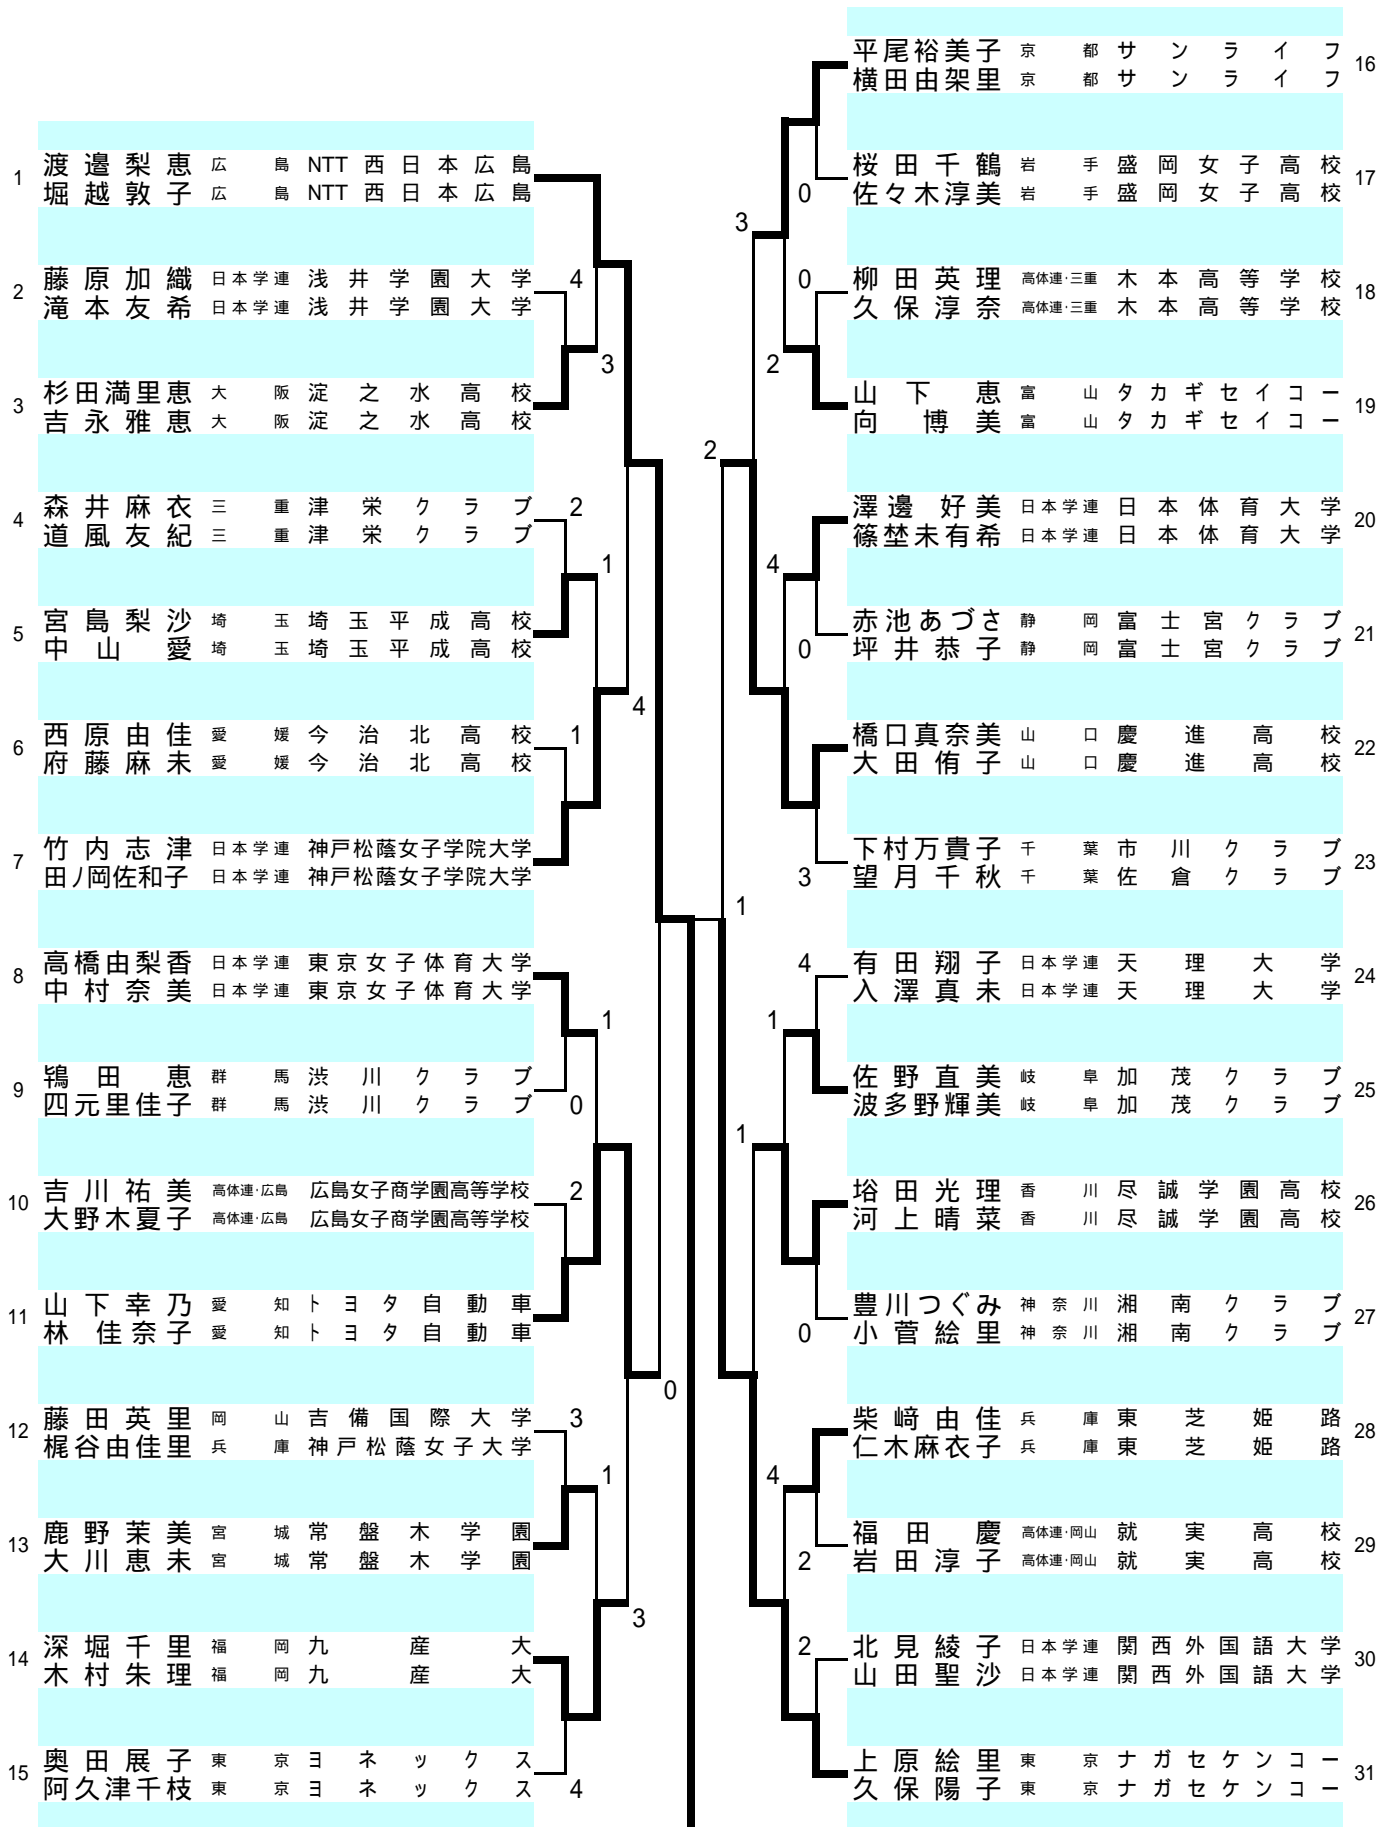 1 渡邉梨恵 広島 NTT西日本広島
堀越敦子 広島 NTT西日本広島
2 藤原加織 日本学連 浅井学園大学 4
滝本友希 日本学連 浅井学園大学
3
3 杉田満里恵 大阪 淀之水高校
吉永雅恵 大阪 淀之水高校
4 森井麻衣 三重 津栄クラブ 2
道風友紀 三重 津栄クラブ
1
5 宮島梨沙 埼玉 埼玉平成高校
中山愛 埼玉 埼玉平成高校
4
6 西原由佳 愛媛 今治北高校 1
府藤麻未 愛媛 今治北高校
7 竹内志津 日本学連 神戸松蔭女子学院大学
田ノ岡佐和子 日本学連 神戸松蔭女子学院大学
8 高橋由梨香 日本学連 東京女子体育大学
中村奈美 日本学連 東京女子体育大学
1
9 鴇田恵 群馬 渋川クラブ
四元里佳子 群馬 渋川クラブ 0
10 吉川祐美 高体連・広島 広島女子商学園高等学校 2
大野木夏子 高体連・広島 広島女子商学園高等学校
11 山下幸乃 愛知 トヨタ自動車
林佳奈子 愛知 トヨタ自動車
0
12 藤田英里 岡山 吉備国際大学 3
梶谷由佳里 兵庫 神戸松蔭女子大学
1
13 鹿野茉美 宮城 常盤木学園
大川恵未 宮城 常盤木学園
3
14 深堀千里 福岡 九産大
木村朱理 福岡 九産大
15 奥田展子 東京 ヨネックス
阿久津千枝 東京 ヨネックス 4
平尾裕美子 京都 サンライフ 16
横田由架里 京都 サンライフ
桜田千鶴 岩手 盛岡女子高校 17
0 佐々木淳美 岩手 盛岡女子高校
3
0 柳田英理 高体連・三重 木本高等学校 18
久保淳奈 高体連・三重 木本高等学校
2
山下恵 富山 タカギセイコー 19
向博美 富山 タカギセイコー
2
澤邊好美 日本学連 日本体育大学 20
篠埜未有希 日本学連 日本体育大学
4
赤池あづさ 静岡 富士宮クラブ 21
0 坪井恭子 静岡 富士宮クラブ
橋口真奈美 山口 慶進高校 22
大田侑子 山口 慶進高校
下村万貴子 千葉 市川クラブ 23
3 望月千秋 千葉 佐倉クラブ
1
4 有田翔子 日本学連 天理大学 24
入澤真未 日本学連 天理大学
1
佐野直美 岐阜 加茂クラブ 25
波多野輝美 岐阜 加茂クラブ
1
塔田光理 香川 尽誠学園高校 26
河上晴菜 香川 尽誠学園高校
豊川つぐみ 神奈川 湘南クラブ 27
0 小菅絵里 神奈川 湘南クラブ
柴﨑由佳 兵庫 東芝姫路 28
仁木麻衣子 兵庫 東芝姫路
4
福田慶 高体連・岡山 就実高校 29
2 岩田淳子 高体連・岡山 就実高校
2 北見綾子 日本学連 関西外国語大学 30
山田聖沙 日本学連 関西外国語大学
上原絵里 東京 ナガセケンコー 31
久保陽子 東京 ナガセケンコー